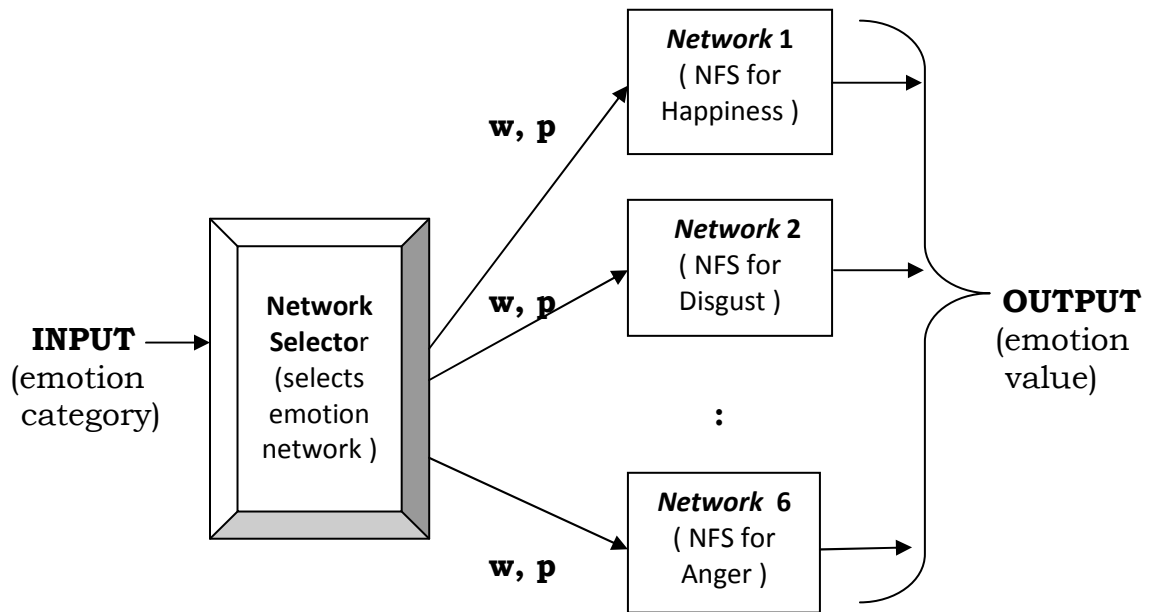 INPUT
(emotion
category)
Network
Selector
(selects
emotion
network )
w, p
w, p
w, p
Network 1
( NFS for
Happiness )
Network 2
( NFS for
Disgust )
:
Network 6
( NFS for
Anger )
OUTPUT
(emotion
value)